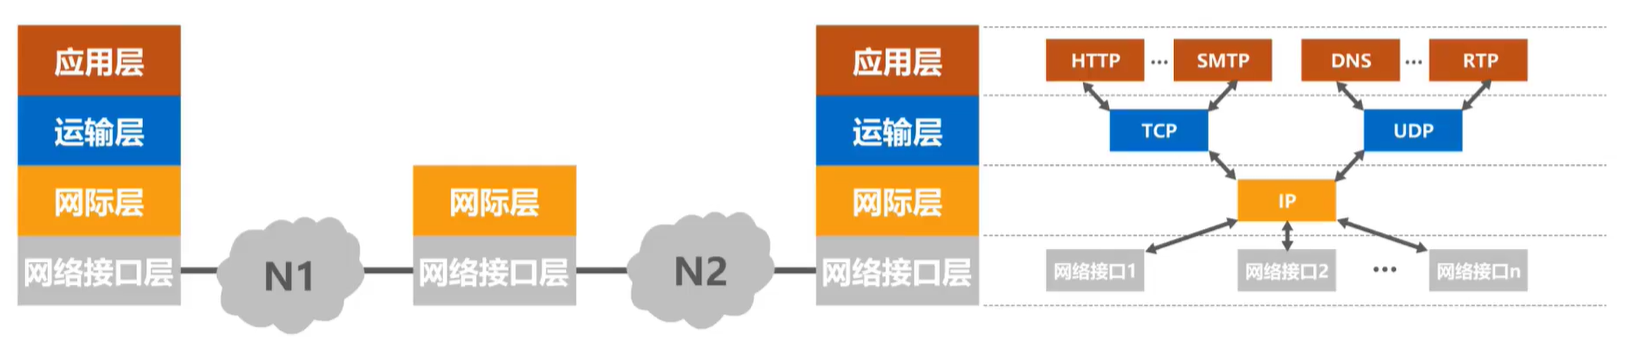 应用层
运输层
网际层
网络接口层
N1
网际层
网络接口层
N2
应用层
运输层
网际层
网络接口层
HTTP ··· SMTP DNS ··· RTP
TCP UDP
IP
网络接口1 网络接口2 ··· 网络接口n